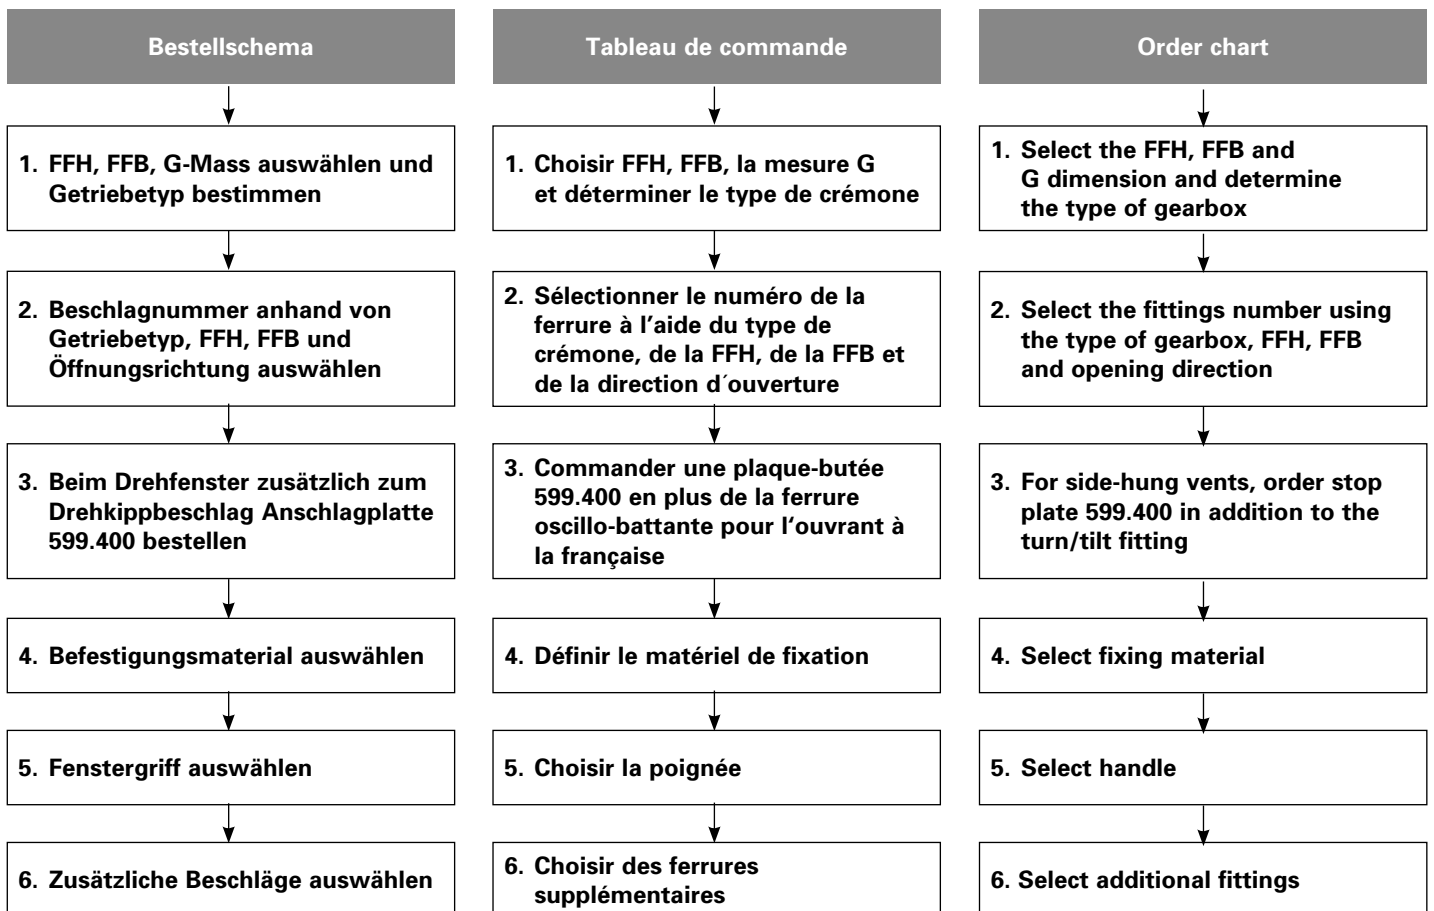 Bestellschema
1. FFH, FFB, G-Mass auswählen und
Getriebetyp bestimmen
2. Beschlagnummer anhand von
Getriebetyp, FFH, FFB und
Öffnungsrichtung auswählen
3. Beim Drehfenster zusätzlich zum
Drehkippbeschlag Anschlagplatte
599.400 bestellen
4. Befestigungsmaterial auswählen
5. Fenstergriff auswählen
6. Zusätzliche Beschläge auswählen
Tableau de commande
1. Choisir FFH, FFB, la mesure G
et déterminer le type de crémone
2. Sélectionner le numéro de la
ferrure à l’aide du type de
crémone, de la FFH, de la FFB et
de la direction d´ouverture
3. Commander une plaque-butée
599.400 en plus de la ferrure
oscillo-battante pour l‘ouvrant à
la française
4. Définir le matériel de fixation
5. Choisir la poignée
6. Choisir des ferrures
supplémentaires
Order chart
1. Select the FFH, FFB and
G dimension and determine
the type of gearbox
2. Select the fittings number using
the type of gearbox, FFH, FFB
and opening direction
3. For side-hung vents, order stop
plate 599.400 in addition to the
turn/tilt fitting
4. Select fixing material
5. Select handle
6. Select additional fittings